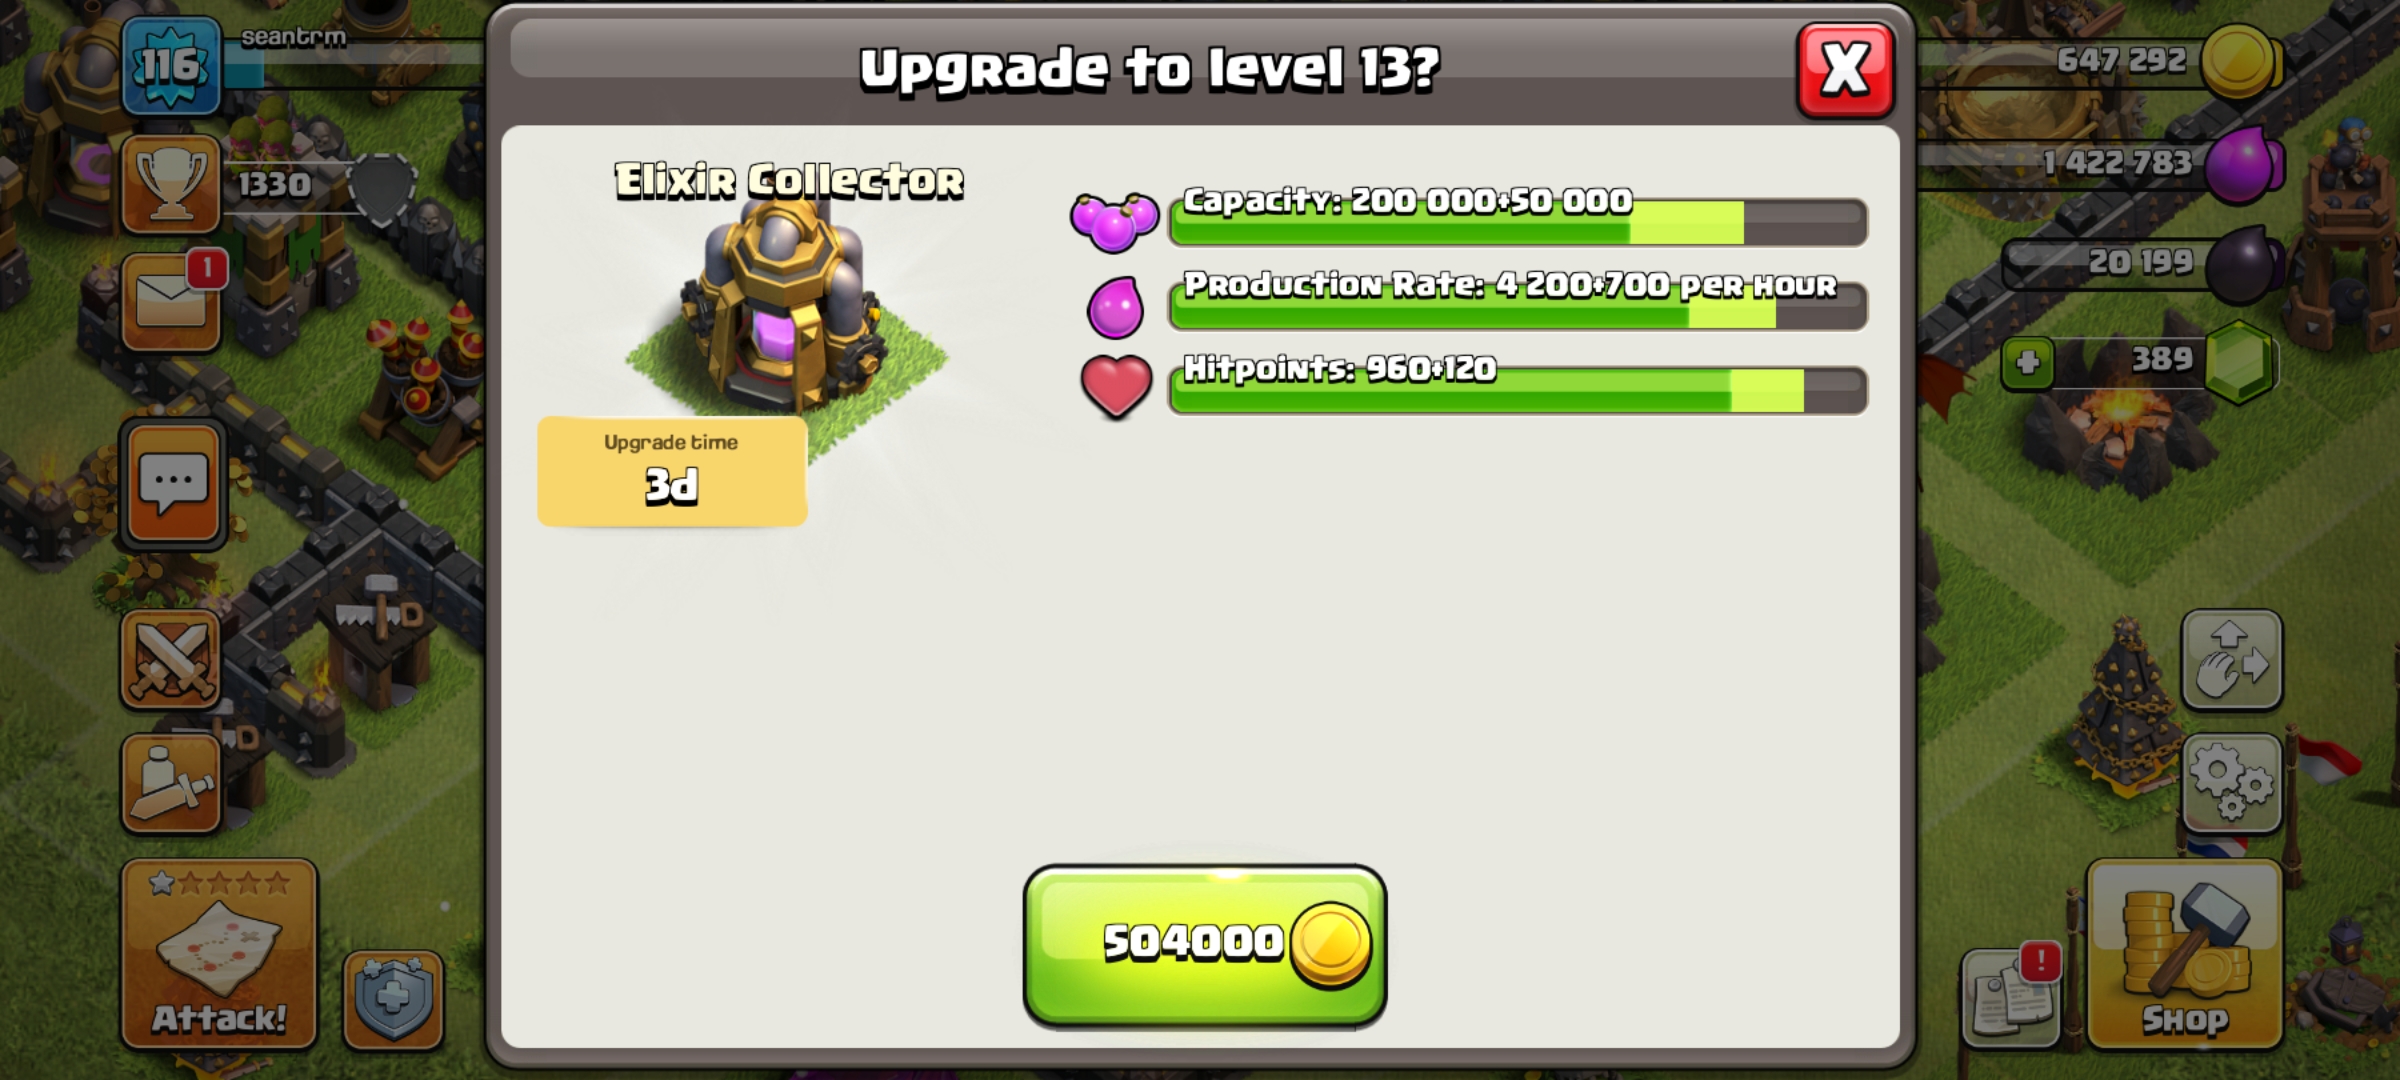 116
seantrm
Upgrade to level 13?
X
647 292
1330
1 422 783
Elixir Collector
Capacity: 200 000+50 000
1
20 199
Production Rate: 4 200+700 per hour
389
Hitpoints: 960+120
Upgrade time
3d
504000
!
Attack!
Shop